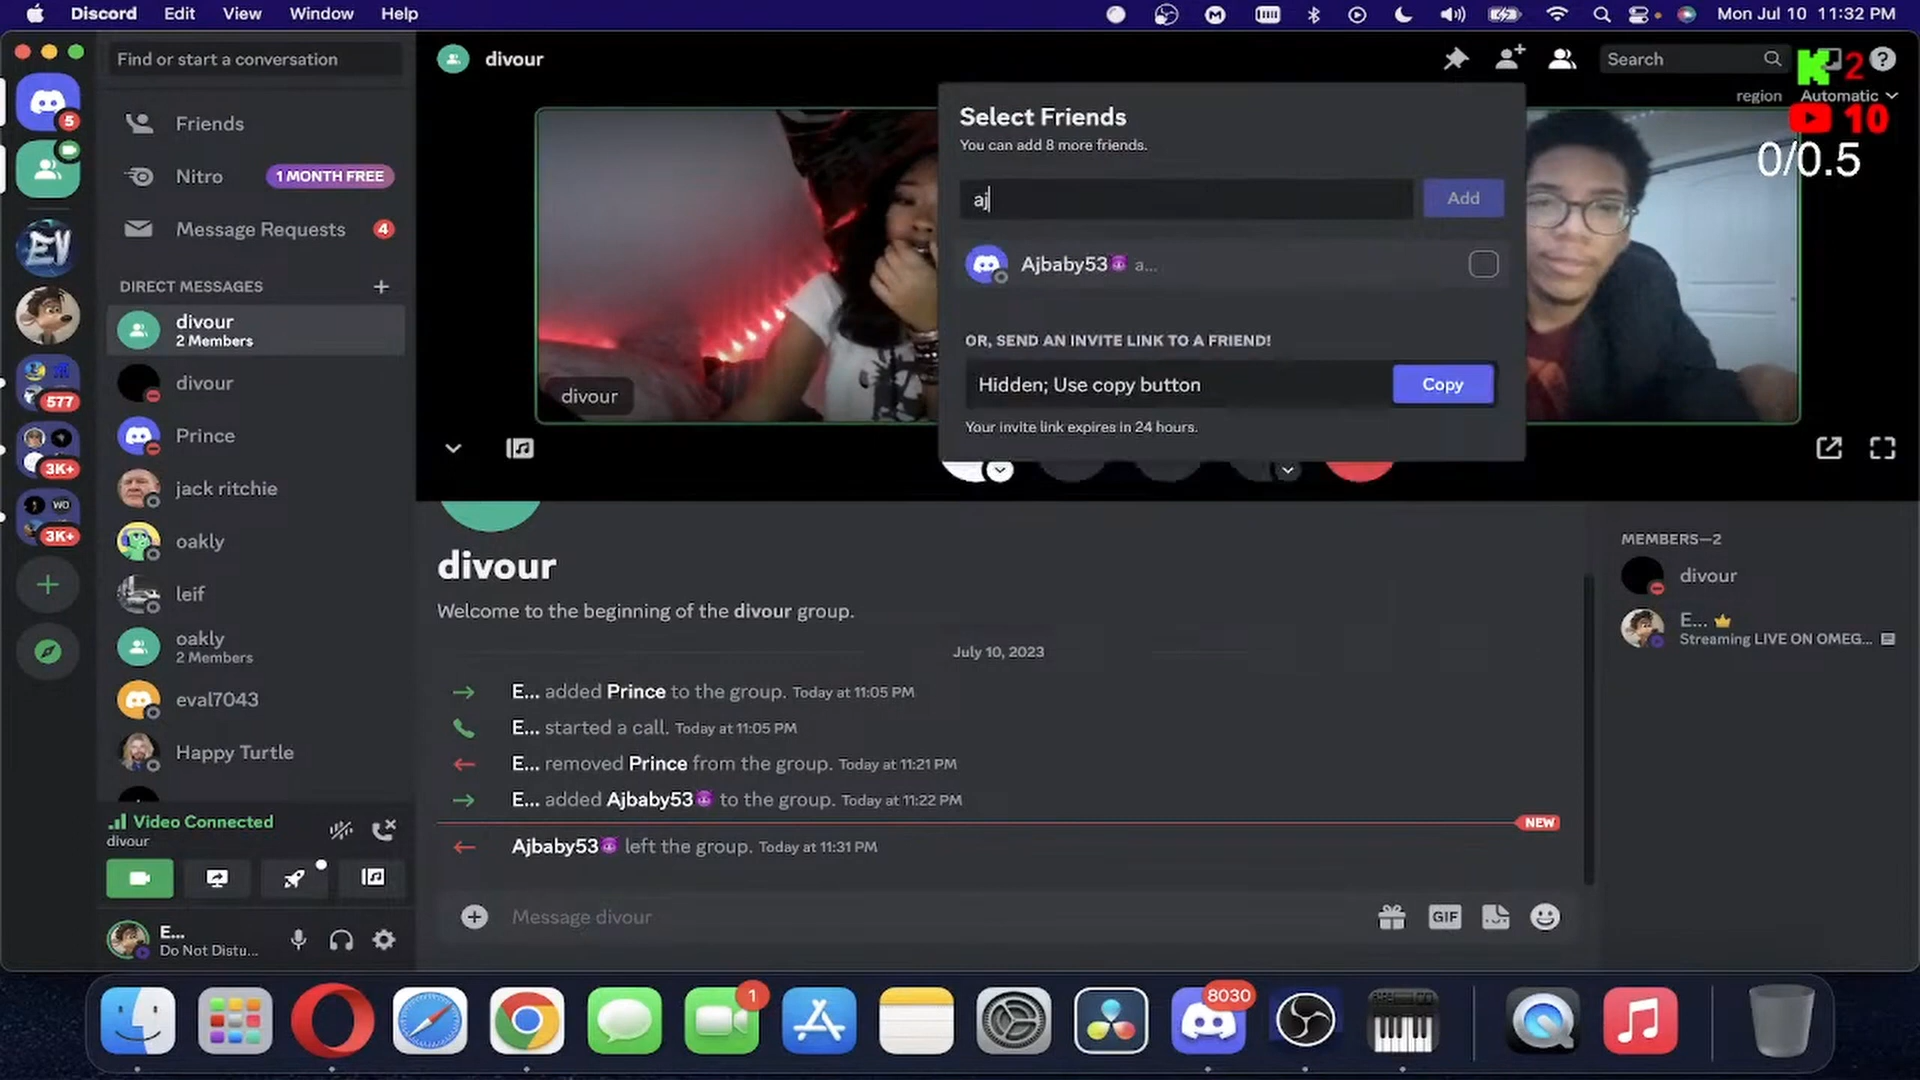 Discord Edit View Window Help
Mon Jul 10 11:32 PM
Find or start a conversation
divour
Search
K 2
region Automatic
10
0/0.5
5
Friends
Nitro 1 MONTH FREE
Message Requests 4
DIRECT MESSAGES
divour
2 Members
divour
Prince
jack ritchie
oakly
leif
oakly
2 Members
eval7043
Happy Turtle
EV
577
3K+
WO
3K+
Select Friends
You can add 8 more friends.
aj
Add
Ajbaby53😈 a...
OR, SEND AN INVITE LINK TO A FRIEND!
Hidden; Use copy button
Copy
Your invite link expires in 24 hours.
divour
divour
Welcome to the beginning of the divour group.
July 10, 2023
E... added Prince to the group. Today at 11:05 PM
E... started a call. Today at 11:05 PM
E... removed Prince from the group. Today at 11:21 PM
E... added Ajbaby53😈 to the group. Today at 11:22 PM
NEW
Ajbaby53😈 left the group. Today at 11:31 PM
Message divour
GIF
MEMBERS—2
divour
E...
Streaming LIVE ON OMEG...
Video Connected
divour
E...
Do Not Distu...
1
8030